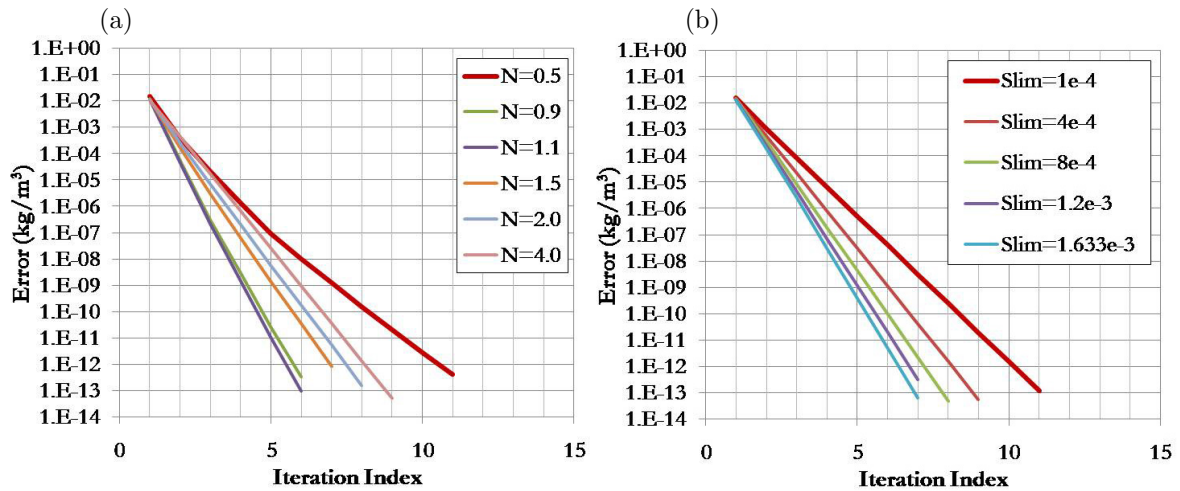 (a)
1.E+00
1.E-01
1.E-02
1.E-03
1.E-04
1.E-05
1.E-06
1.E-07
1.E-08
1.E-09
1.E-10
1.E-11
1.E-12
1.E-13
1.E-14
Error (kg/m³)
0
5
10
15
Iteration Index
N=0.5
N=0.9
N=1.1
N=1.5
N=2.0
N=4.0
(b)
1.E+00
1.E-01
1.E-02
1.E-03
1.E-04
1.E-05
1.E-06
1.E-07
1.E-08
1.E-09
1.E-10
1.E-11
1.E-12
1.E-13
1.E-14
Error (kg/m³)
0
5
10
15
Iteration Index
Slim=1e-4
Slim=4e-4
Slim=8e-4
Slim=1.2e-3
Slim=1.633e-3